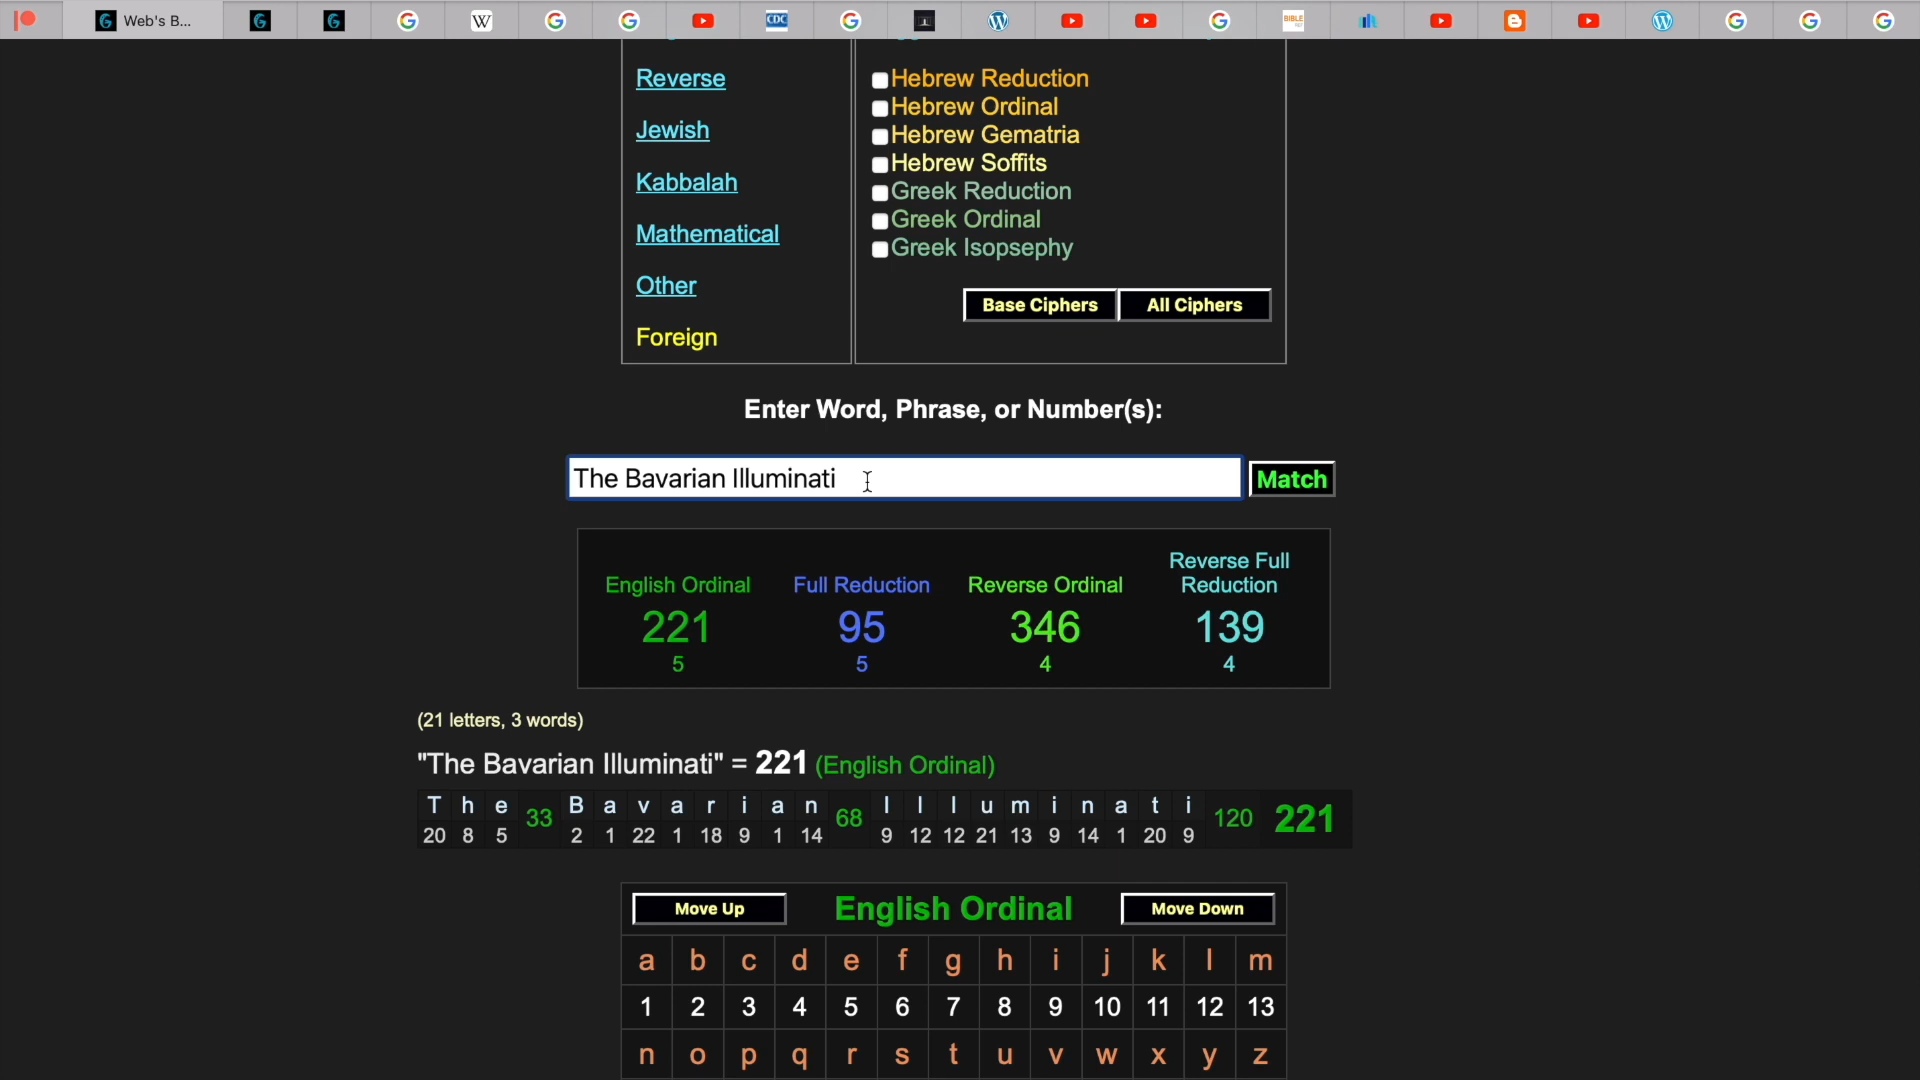 Web's B...
W
CDC
BIBLE
Reverse
Jewish
Kabbalah
Mathematical
Other
Foreign
Hebrew Reduction
Hebrew Ordinal
Hebrew Gematria
Hebrew Soffits
Greek Reduction
Greek Ordinal
Greek Isopsephy
Base Ciphers All Ciphers
Enter Word, Phrase, or Number(s):
The Bavarian Illuminati Match
English Ordinal Full Reduction Reverse Ordinal Reverse Full Reduction
221 95 346 139
5 5 4 4
(21 letters, 3 words)
"The Bavarian Illuminati" = 221 (English Ordinal)
T h e 33 B a v a r i a n 68 I l l u m i n a t i 120 221
20 8 5 2 1 22 1 18 9 1 14 9 12 12 21 13 9 14 1 20 9
Move Up English Ordinal Move Down
a b c d e f g h i j k l m
1 2 3 4 5 6 7 8 9 10 11 12 13
n o p q r s t u v w x y z